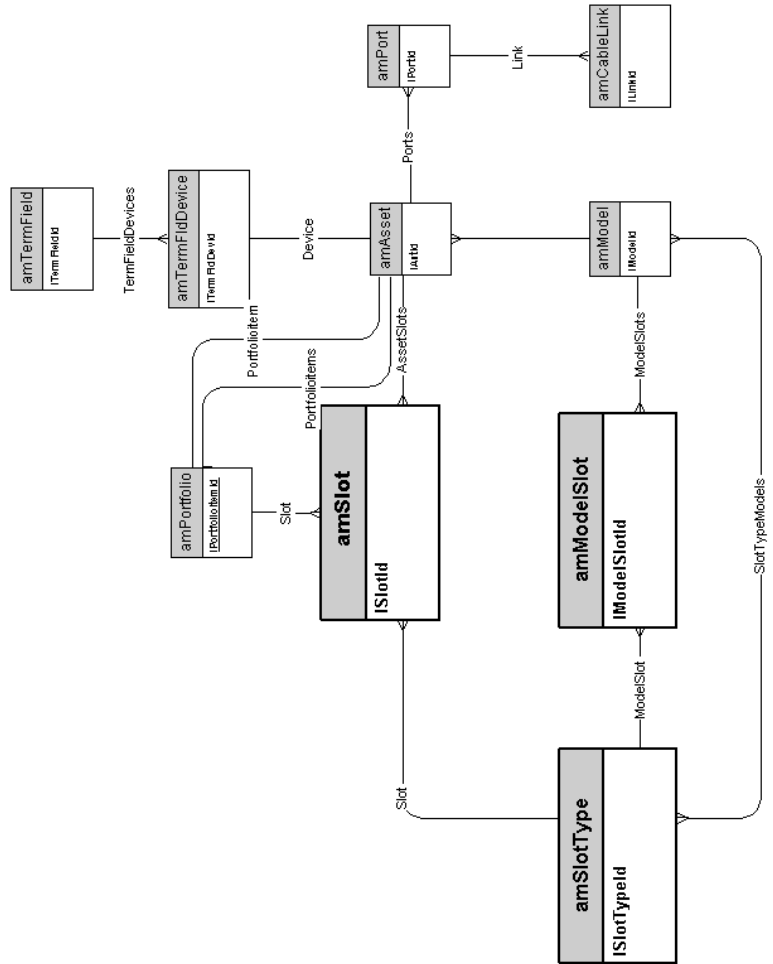 amTermField
lTermFieldId
TermFieldDevices
amPortfolio
lPortfolioItemId
amTermFldDevice
lTermFldDevId
PortfolioItem
Slot
PortfolioItems
Device
amSlot
lSlotId
AssetSlots
amAsset
lAstId
Ports
amPort
lPortId
Slot
Link
amSlotType
lSlotTypeId
ModelSlot
amModelSlot
lModelSlotId
ModelSlots
amModel
lModelId
amCableLink
lLinkId
SlotTypeModels